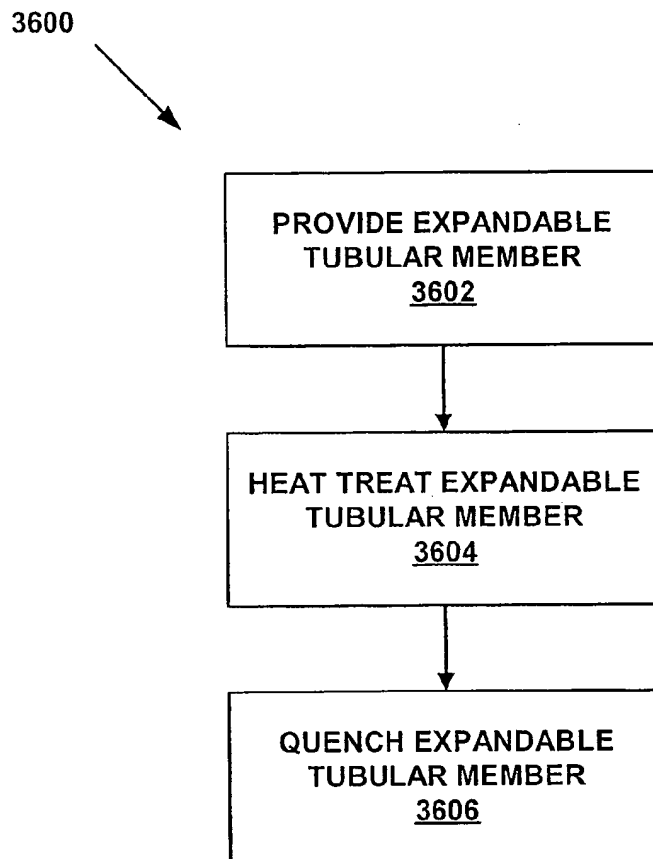 3600
PROVIDE EXPANDABLE
TUBULAR MEMBER
3602
HEAT TREAT EXPANDABLE
TUBULAR MEMBER
3604
QUENCH EXPANDABLE
TUBULAR MEMBER
3606